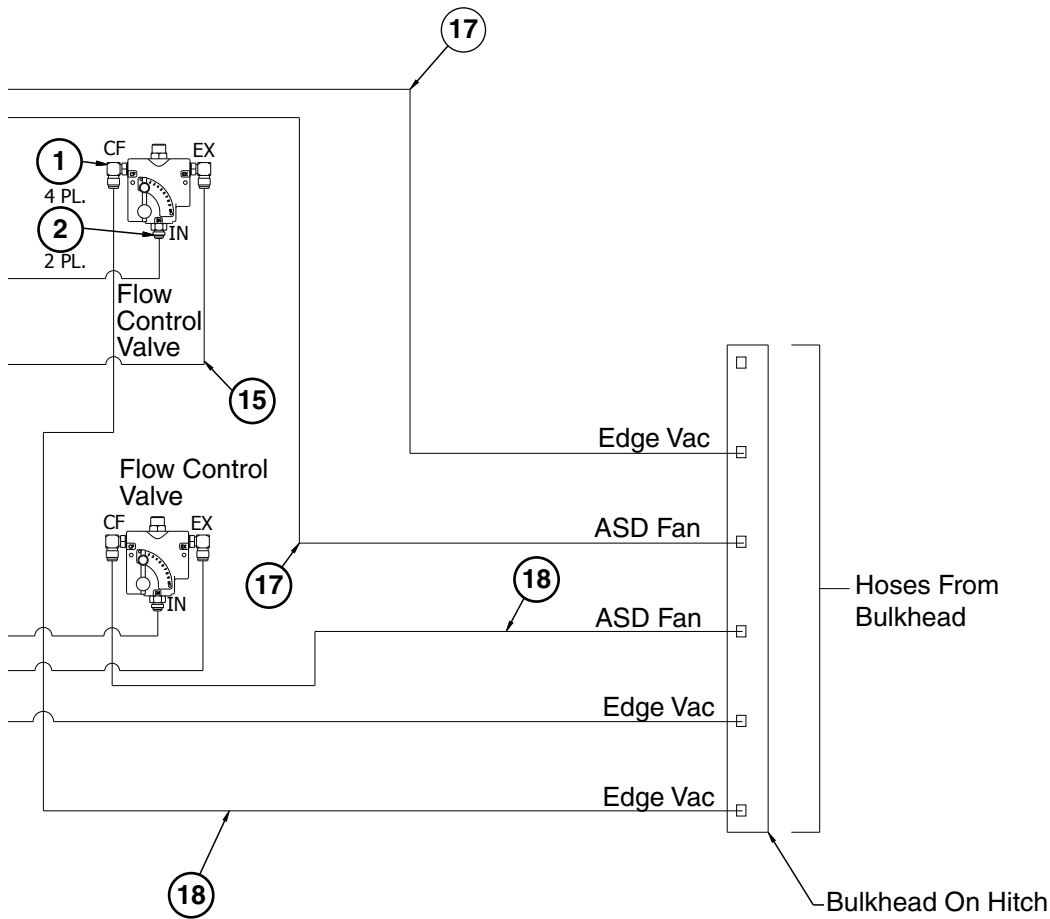 17
CF
EX
1
4 PL.
2
IN
2 PL.
Flow
Control
Valve
15
Edge Vac
Flow Control
Valve
CF
EX
ASD Fan
17
18
Hoses From
Bulkhead
IN
ASD Fan
Edge Vac
Edge Vac
18
Bulkhead On Hitch